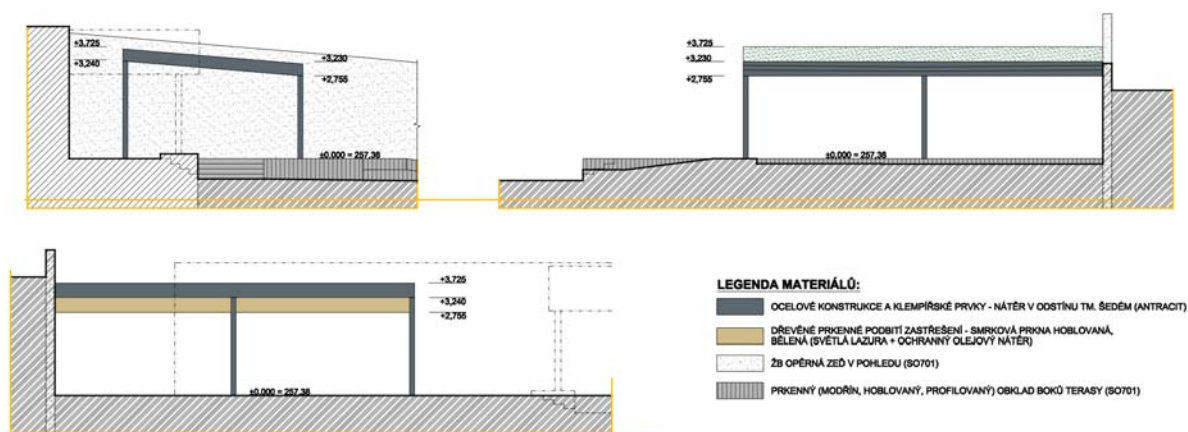 +3,725
+3,240
+3,230
+2,755
±0,000 = 257,38
+3,725
+3,230
+2,755
±0,000 = 257,38
+3,725
+3,240
+2,755
±0,000 = 257,38
LEGENDA MATERIÁLŮ:
OCELOVÉ KONSTRUKCE A KLEMPÍŘSKÉ PRVKY - NÁTĚR V ODSTÍNU TM. ŠEDÉM (ANTRACIT)
DŘEVĚNÉ PRKENNÉ PODBITÍ ZASTŘEŠENÍ - SMRKOVÁ PRKNA HOBLOVANÁ,
BĚLENÁ (SVĚTLÁ LAZURA + OCHRANNÝ OLEJOVÝ NÁTĚR)
ŽB OPĚRNÁ ZEĎ V POHLEDU (SO701)
PRKENNÝ (MODŘÍN, HOBLOVANÝ, PROFILOVANÝ) OBKLAD BOKŮ TERASY (SO701)